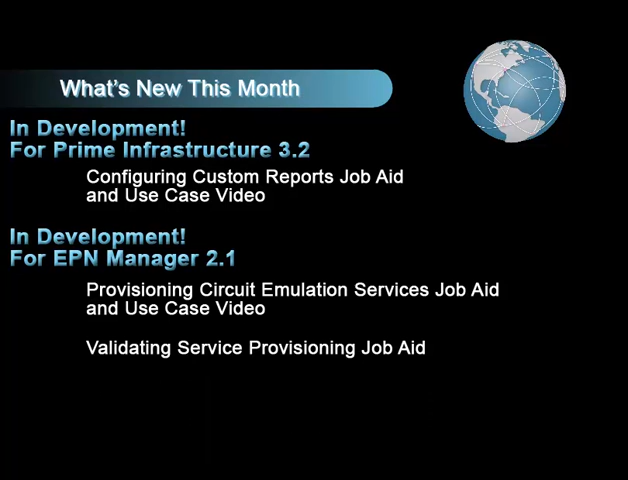 What's New This Month
In Development!
For Prime Infrastructure 3.2
Configuring Custom Reports Job Aid
and Use Case Video
In Development!
For EPN Manager 2.1
Provisioning Circuit Emulation Services Job Aid
and Use Case Video
Validating Service Provisioning Job Aid